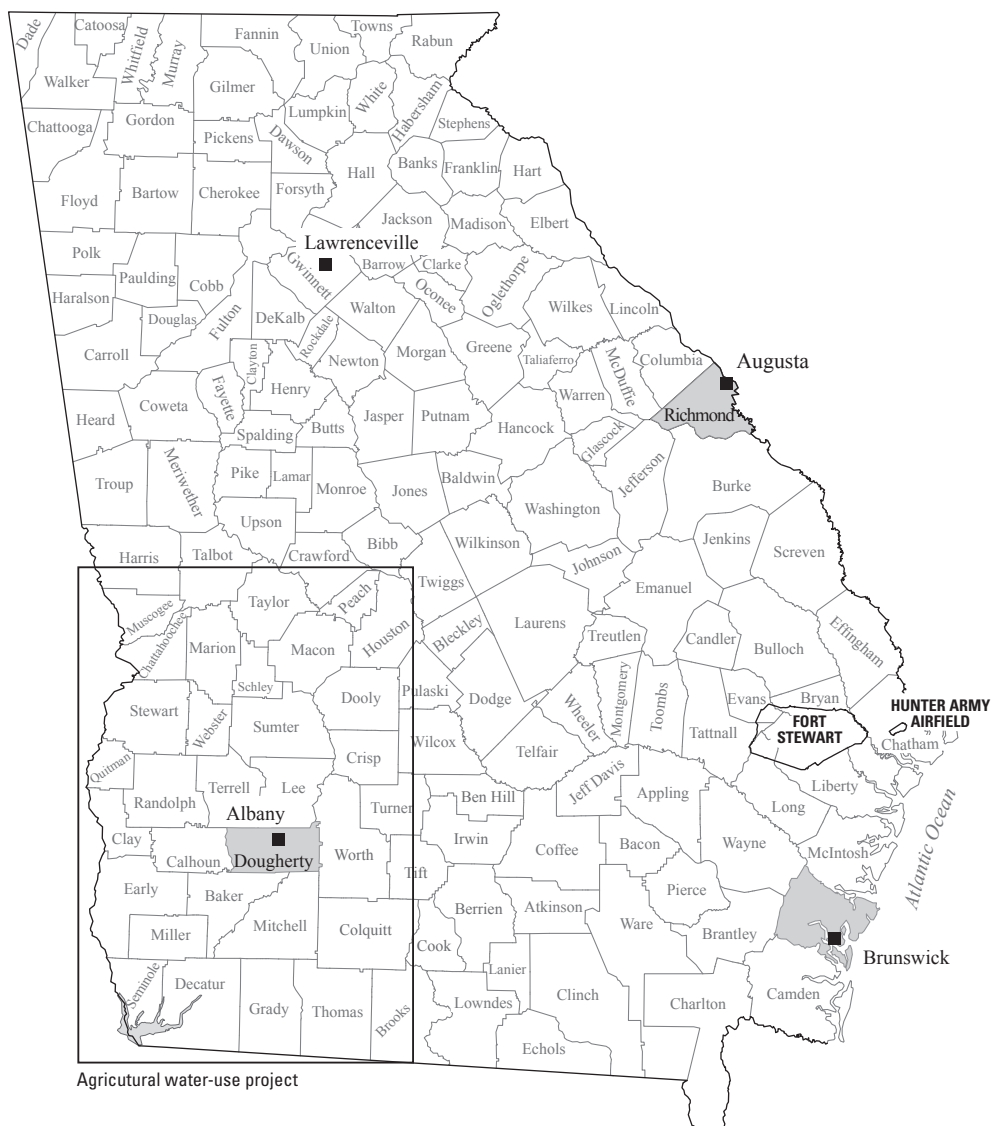 Dade
Catoosa
Whitfield
Murray
Fannin
Union
Towns
Rabun
Walker
Gilmer
Lumpkin
White
Habersham
Stephens
Chattooga
Gordon
Pickens
Dawson
Hall
Banks
Franklin
Hart
Floyd
Bartow
Cherokee
Forsyth
Jackson
Madison
Elbert
Lawrenceville
Polk
Paulding
Cobb
Gwinnett
Barrow
Clarke
Oconee
Oglethorpe
Wilkes
Lincoln
Haralson
Douglas
Fulton
DeKalb
Rockdale
Walton
Carroll
Clayton
Newton
Morgan
Greene
Taliaferro
McDuffie
Columbia
Augusta
Heard
Coweta
Fayette
Henry
Jasper
Putnam
Hancock
Warren
Richmond
Spalding
Butts
Glascock
Jefferson
Burke
Troup
Meriwether
Pike
Lamar
Monroe
Jones
Baldwin
Washington
Upson
Bibb
Wilkinson
Jenkins
Screven
Harris
Talbot
Crawford
Twiggs
Johnson
Emanuel
Muscogee
Taylor
Peach
Houston
Bleckley
Laurens
Treutlen
Candler
Bulloch
Effingham
Chattahoochee
Marion
Macon
Schley
Dooly
Pulaski
Dodge
Wheeler
Montgomery
Toombs
Evans
Bryan
HUNTER ARMY
AIRFIELD
Stewart
Webster
Sumter
Crisp
Wilcox
Telfair
Tattnall
FORT
STEWART
Chatham
Quitman
Randolph
Terrell
Lee
Turner
Ben Hill
Jeff Davis
Appling
Long
Liberty
Albany
Clay
Calhoun
Dougherty
Worth
Tift
Irwin
Coffee
Bacon
Wayne
McIntosh
Atlantic Ocean
Early
Baker
Mitchell
Colquitt
Berrien
Atkinson
Ware
Pierce
Miller
Cook
Brantley
Brunswick
Seminole
Decatur
Grady
Thomas
Brooks
Lowndes
Lanier
Clinch
Charlton
Camden
Echols
Agricutural water-use project